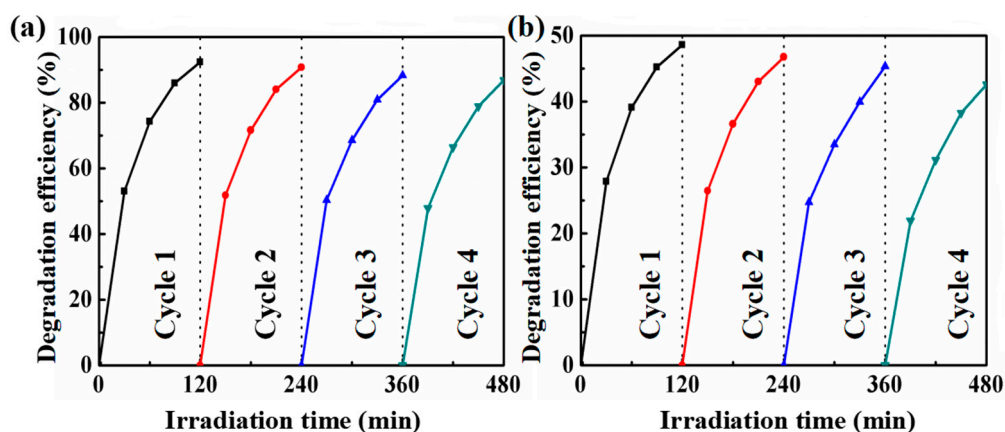 (a)
Degradation efficiency (%)
100
80
60
40
20
0
Cycle 1
Cycle 2
Cycle 3
Cycle 4
0 120 240 360 480
Irradiation time (min)
(b)
Degradation efficiency (%)
50
40
30
20
10
0
Cycle 1
Cycle 2
Cycle 3
Cycle 4
0 120 240 360 480
Irradiation time (min)